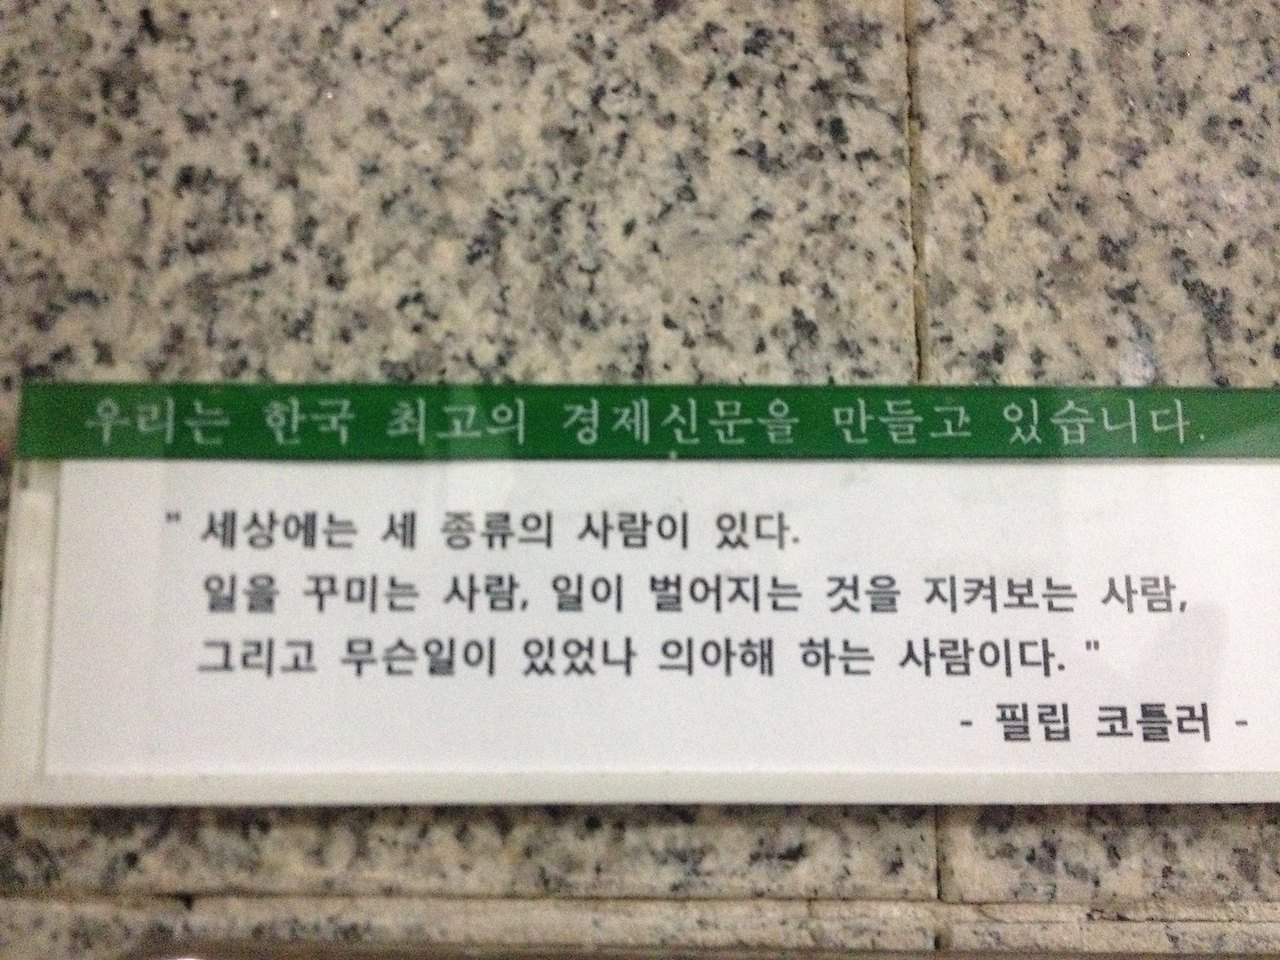 우리는 한국 최고의 경제신문을 만들고 있습니다.
" 세상에는 세 종류의 사람이 있다.
일을 꾸미는 사람, 일이 벌어지는 것을 지켜보는 사람,
그리고 무슨일이 있었나 의아해 하는 사람이다. "
- 필립 코틀러 -